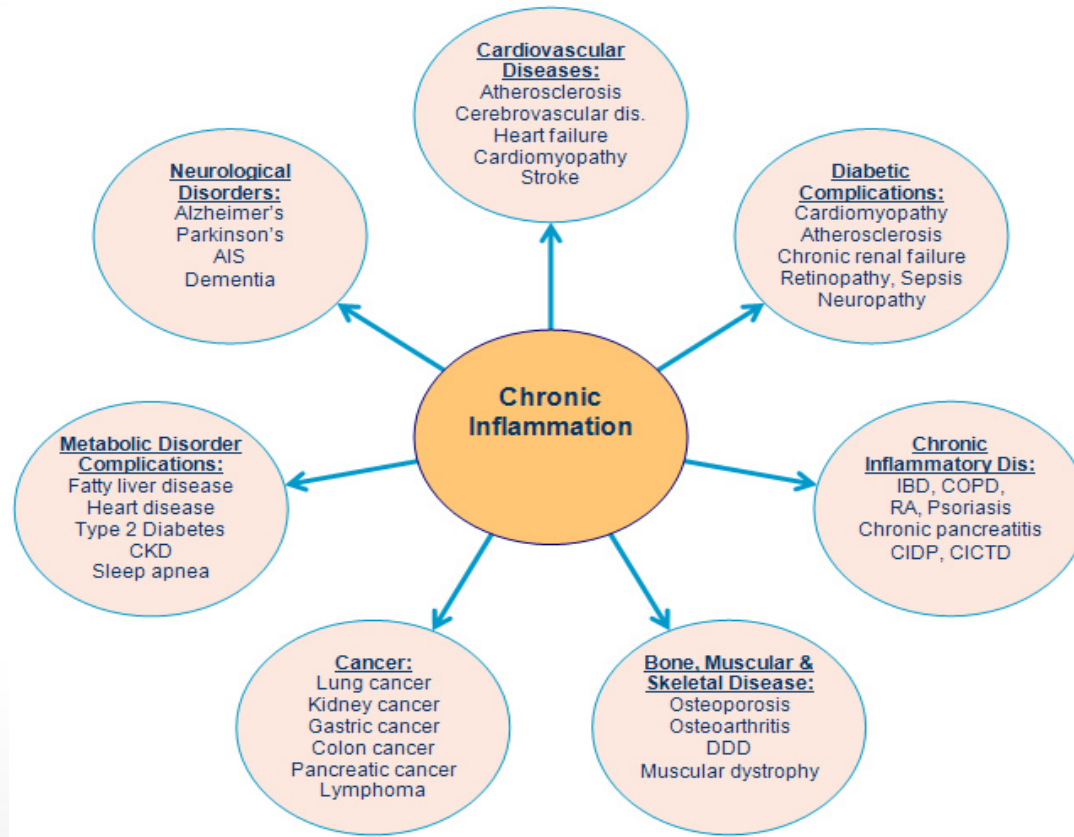 Cardiovascular
Diseases:
Atherosclerosis
Cerebrovascular dis.
Heart failure
Cardiomyopathy
Stroke
Neurological
Disorders:
Alzheimer's
Parkinson's
AIS
Dementia
Diabetic
Complications:
Cardiomyopathy
Atherosclerosis
Chronic renal failure
Retinopathy, Sepsis
Neuropathy
Chronic
Inflammation
Metabolic Disorder
Complications:
Fatty liver disease
Heart disease
Type 2 Diabetes
CKD
Sleep apnea
Chronic
Inflammatory Dis:
IBD, COPD,
RA, Psoriasis
Chronic pancreatitis
CIDP, CICTD
Cancer:
Lung cancer
Kidney cancer
Gastric cancer
Colon cancer
Pancreatic cancer
Lymphoma
Bone, Muscular &
Skeletal Disease:
Osteoporosis
Osteoarthritis
DDD
Muscular dystrophy